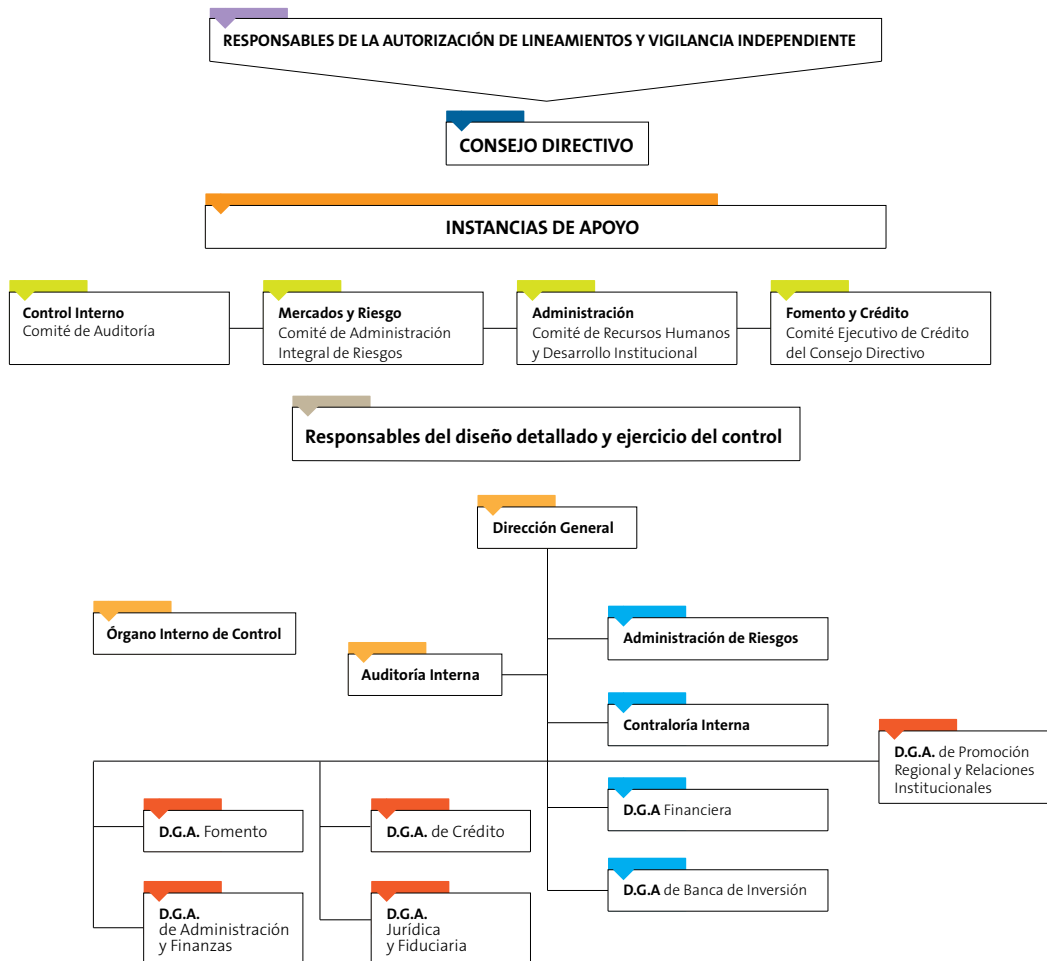 RESPONSABLES DE LA AUTORIZACIÓN DE LINEAMIENTOS Y VIGILANCIA INDEPENDIENTE
CONSEJO DIRECTIVO
INSTANCIAS DE APOYO
Control Interno
Comité de Auditoría
Mercados y Riesgo
Comité de Administración
Integral de Riesgos
Administración
Comité de Recursos Humanos
y Desarrollo Institucional
Fomento y Crédito
Comité Ejecutivo de Crédito
del Consejo Directivo
Responsables del diseño detallado y ejercicio del control
Dirección General
Órgano Interno de Control
Administración de Riesgos
Auditoría Interna
Contraloría Interna
D.G.A. de Promoción
Regional y Relaciones
Institucionales
D.G.A. Fomento
D.G.A. de Crédito
D.G.A Financiera
D.G.A de Banca de Inversión
D.G.A.
de Administración
y Finanzas
D.G.A.
Jurídica
y Fiduciaria